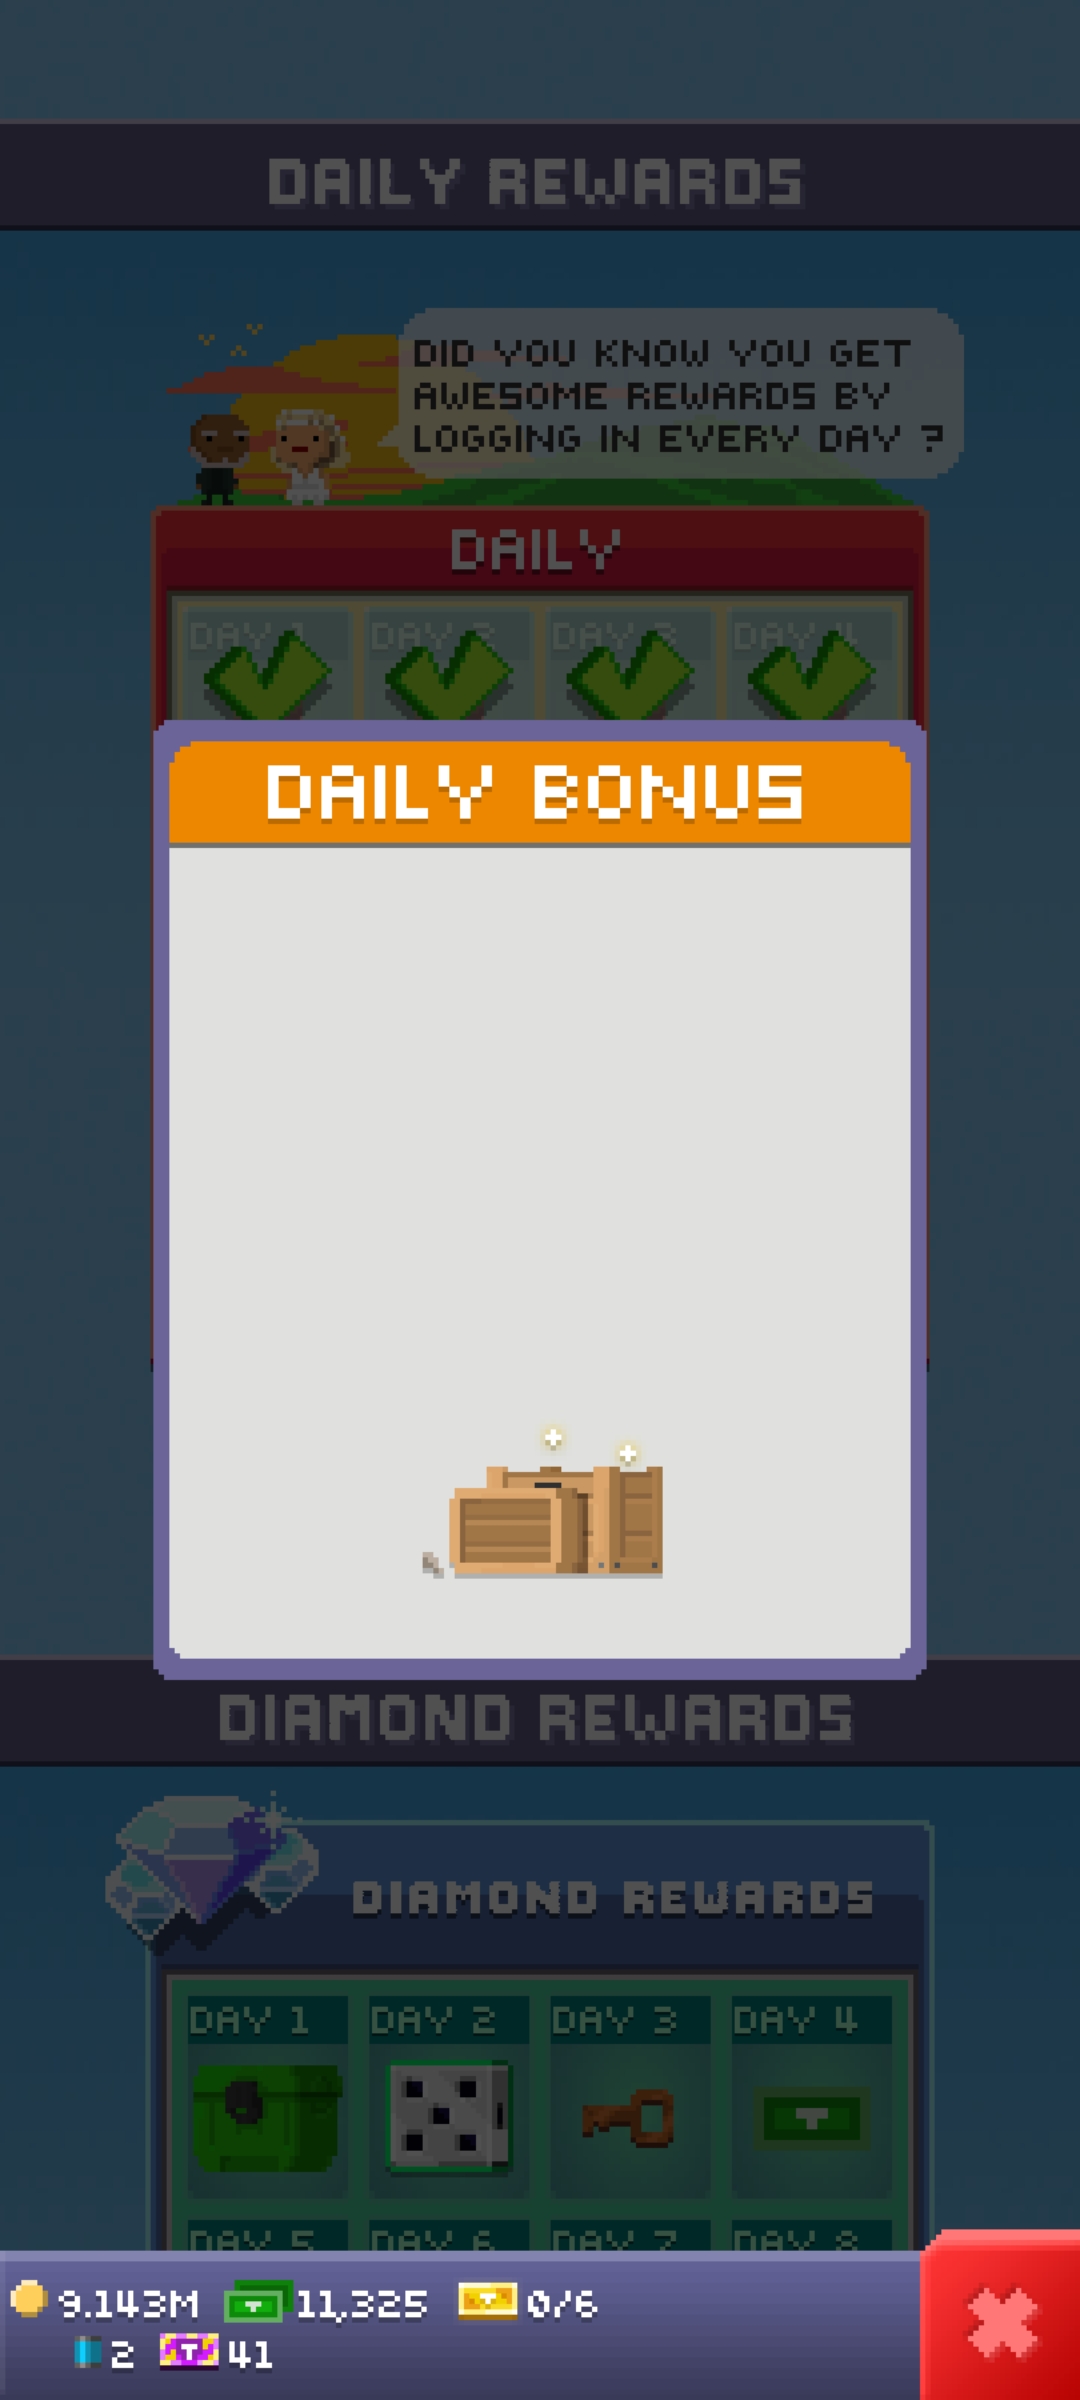 DAILY REWARDS
DID YOU KNOW YOU GET
AWESOME REWARDS BY
LOGGING IN EVERY DAY ?
DAILY
DAY 1 DAY 2 DAY 3 DAY 4
DAILY BONUS
DIAMOND REWARDS
DIAMOND REWARDS
DAY 1 DAY 2 DAY 3 DAY 4
DAY 5 DAY 6 DAY 7 DAY 8
9.143M 11,325 0/6
2 41